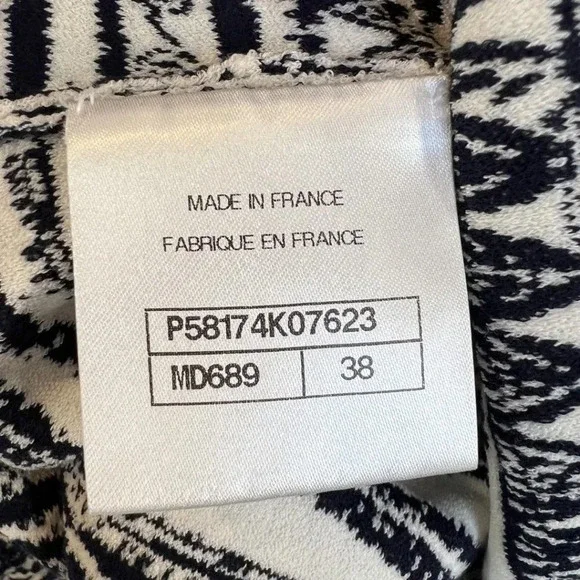 MADE IN FRANCE
FABRIQUE EN FRANCE
P58174K07623
MD689 38